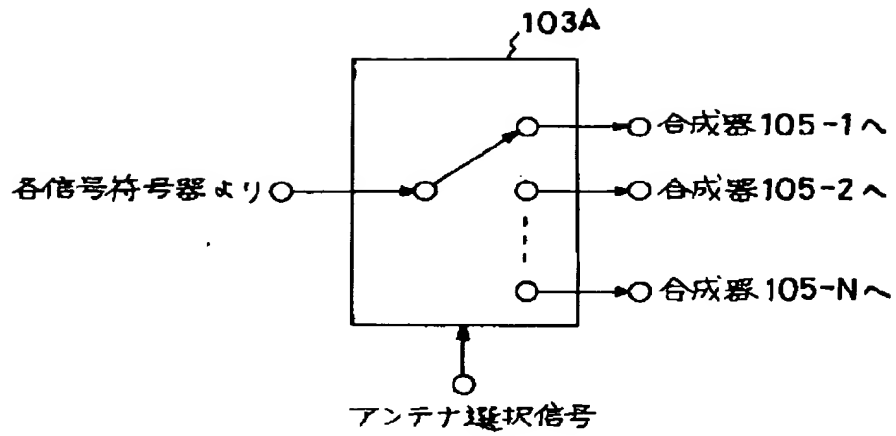 103A
合成器105-1へ
各信号符号器より
合成器105-2へ
合成器105-Nへ
アンテナ選択信号